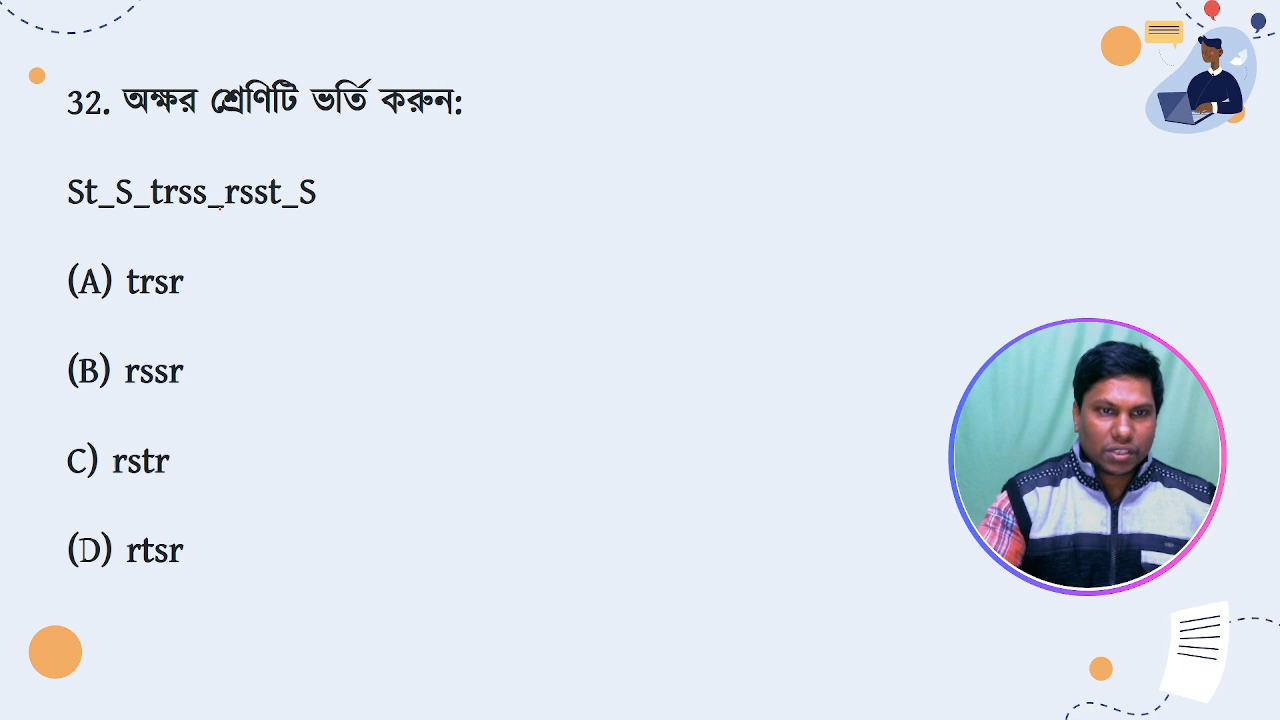 32. অক্ষর শ্রেণিটি ভর্তি করুন:
St_S_trss_rsst_S
(A) trsr
(B) rssr
C) rstr
(D) rtsr